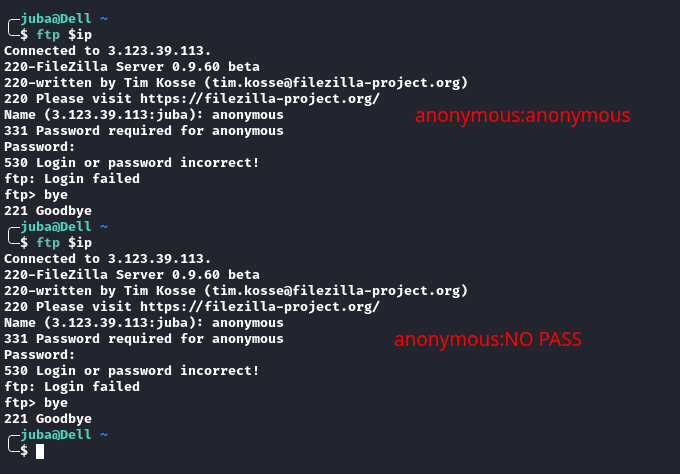 juba@Dell ~
$ ftp $ip
Connected to 3.123.39.113.
220-FileZilla Server 0.9.60 beta
220-written by Tim Kosse (tim.kosse@filezilla-project.org)
220 Please visit https://filezilla-project.org/
Name (3.123.39.113:juba): anonymous
anonymous:anonymous
331 Password required for anonymous
Password:
530 Login or password incorrect!
ftp: Login failed
ftp> bye
221 Goodbye
juba@Dell ~
$ ftp $ip
Connected to 3.123.39.113.
220-FileZilla Server 0.9.60 beta
220-written by Tim Kosse (tim.kosse@filezilla-project.org)
220 Please visit https://filezilla-project.org/
Name (3.123.39.113:juba): anonymous
331 Password required for anonymous
anonymous:NO PASS
Password:
530 Login or password incorrect!
ftp: Login failed
ftp> bye
221 Goodbye
juba@Dell ~
$